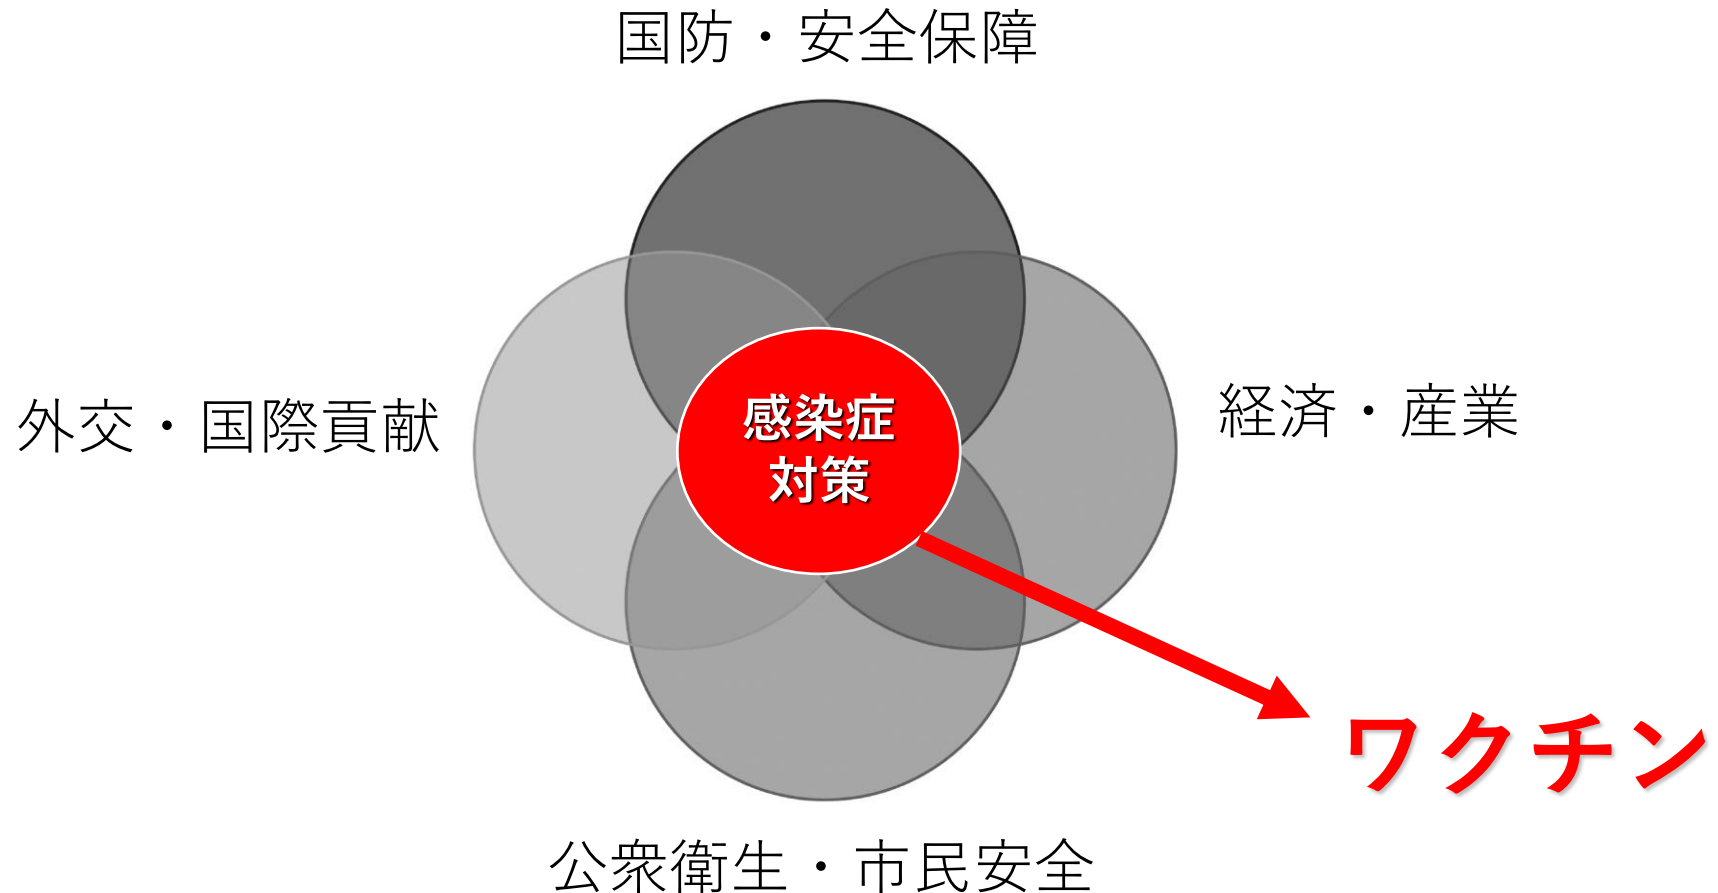 国防・安全保障
外交・国際貢献
経済・産業
感染症
対策
ワクチン
公衆衛生・市民安全